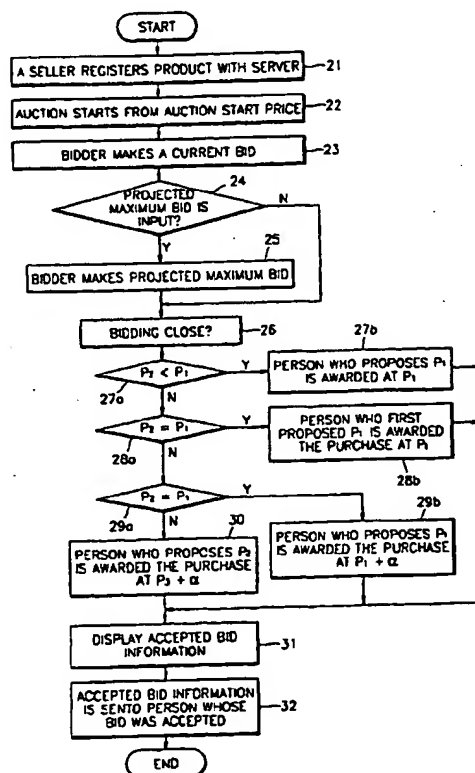 START
A SELLER REGISTERS PRODUCT WITH SERVER
21
AUCTION STARTS FROM AUCTION START PRICE
22
BIDDER MAKES A CURRENT BID
23
24
PROJECTED
MAXIMUM BID IS
INPUT?
N
Y
25
BIDDER MAKES PROJECTED MAXIMUM BID
BIDDING CLOSE?
26
27b
P2 < P1
Y
PERSON WHO PROPOSES P1
IS AWARDED AT P1
27a
N
P2 = P1
Y
PERSON WHO FIRST
PROPOSED P1 IS AWARDED
THE PURCHASE AT P1
28a
N
28b
P2 = P1
Y
29a
N
30
29b
PERSON WHO PROPOSES P2
IS AWARDED THE PURCHASE
AT P3 + α
PERSON WHO PROPOSES P1
IS AWARDED THE PURCHASE
AT P1 + α
DISPLAY ACCEPTED BID
INFORMATION
31
ACCEPTED BID INFORMATION
IS SENTO PERSON WHOSE
BID WAS ACCEPTED
32
END